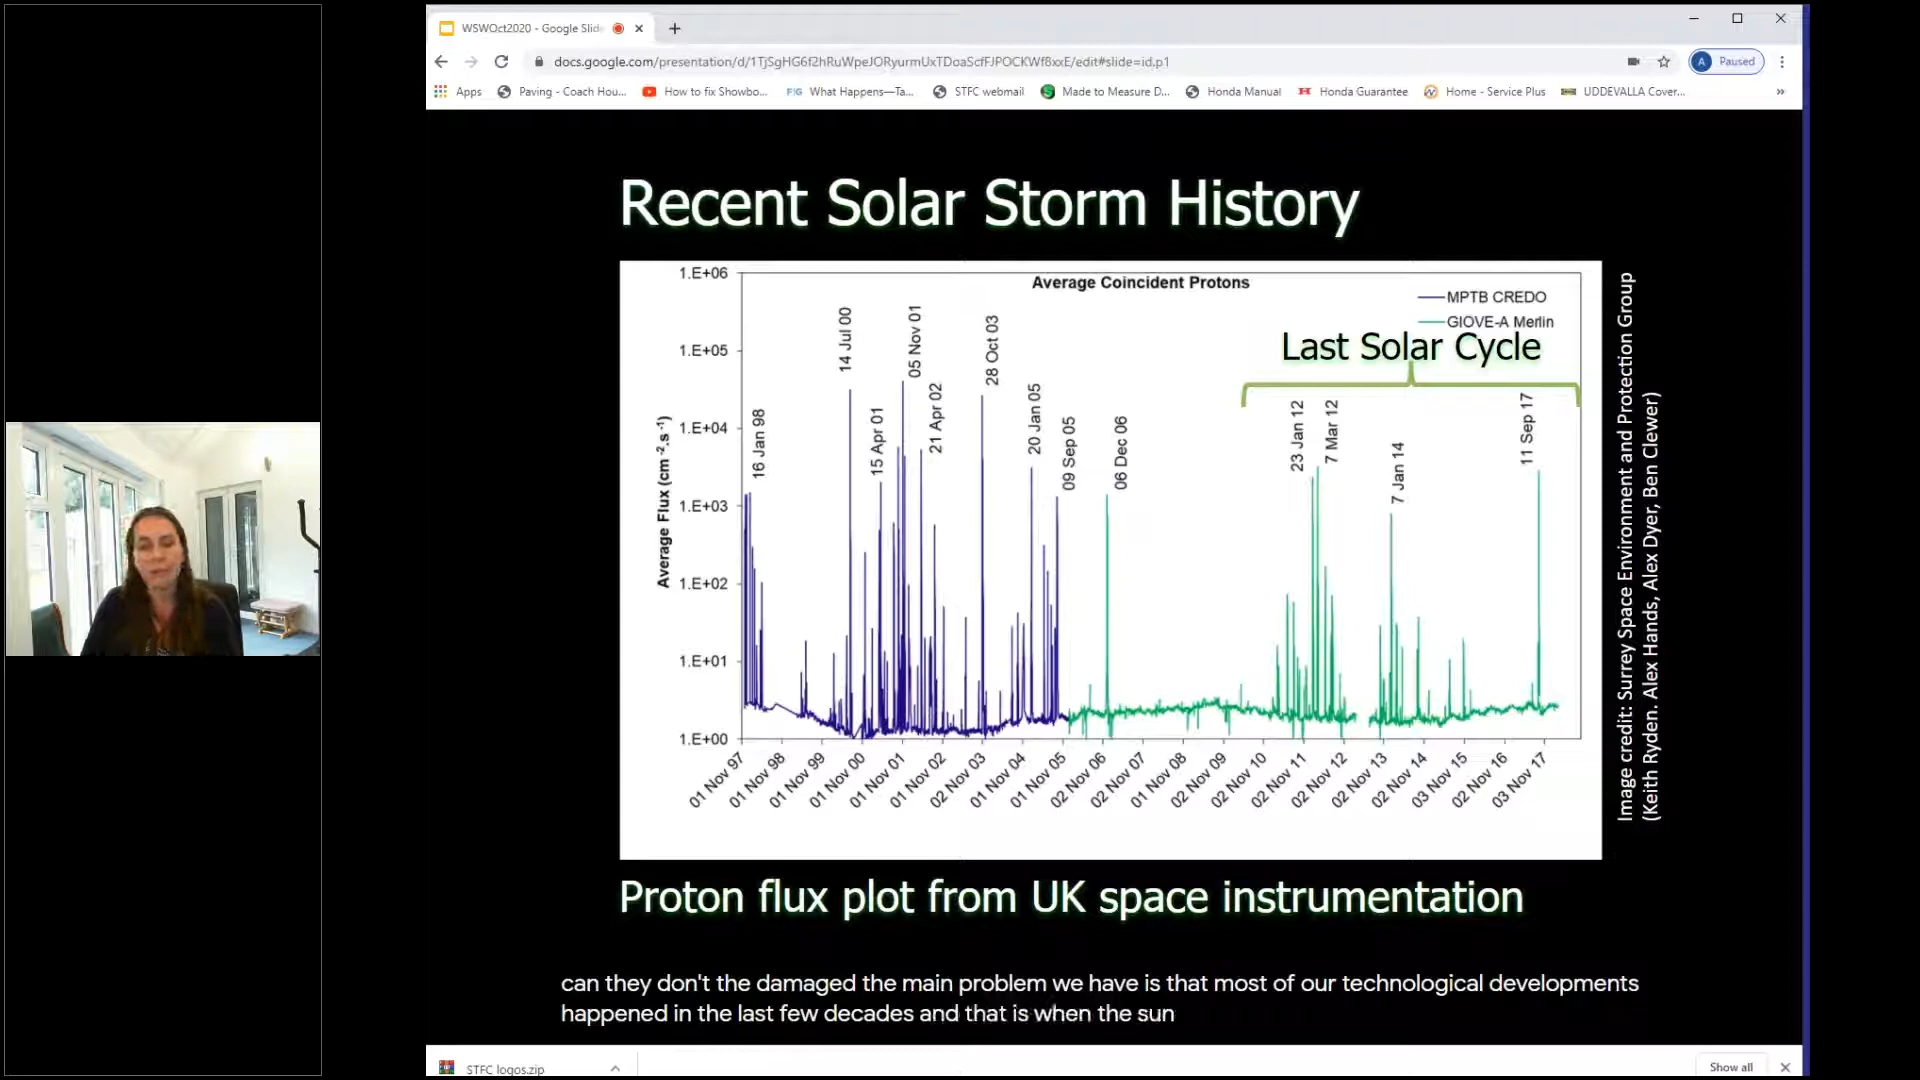 WSWOct2020 - Google Slid
docs.google.com/presentation/d/1TjSgHG6f2hRuWpeJORyurmUxTDoaScfFJPOCKWf8xxE/edit#slide=id.p1
A Paused
Apps
Paving - Coach Hou...
How to fix Showbo...
FIG What Happens—Ta...
STFC webmail
Made to Measure D...
Honda Manual
Honda Guarantee
Home - Service Plus
UDDEVALLA Cover...
»
Recent Solar Storm History
Average Coincident Protons
MPTB CREDO
GIOVE-A Merlin
Last Solar Cycle
Average Flux (cm-2.s-1)
1.E+06
1.E+05
1.E+04
1.E+03
1.E+02
1.E+01
1.E+00
16 Jan 98
14 Jul 00
15 Apr 01
05 Nov 01
21 Apr 02
28 Oct 03
20 Jan 05
09 Sep 05
06 Dec 06
23 Jan 12
7 Mar 12
7 Jan 14
11 Sep 17
01 Nov 97
01 Nov 98
01 Nov 99
01 Nov 00
01 Nov 01
01 Nov 02
02 Nov 03
01 Nov 04
01 Nov 05
02 Nov 06
02 Nov 07
01 Nov 08
02 Nov 09
02 Nov 10
02 Nov 11
02 Nov 12
02 Nov 13
02 Nov 14
03 Nov 15
02 Nov 16
03 Nov 17
Image credit: Surrey Space Environment and Protection Group
(Keith Ryden. Alex Hands, Alex Dyer, Ben Clewer)
Proton flux plot from UK space instrumentation
can they don't the damaged the main problem we have is that most of our technological developments
happened in the last few decades and that is when the sun
STFC logos.zip
Show all